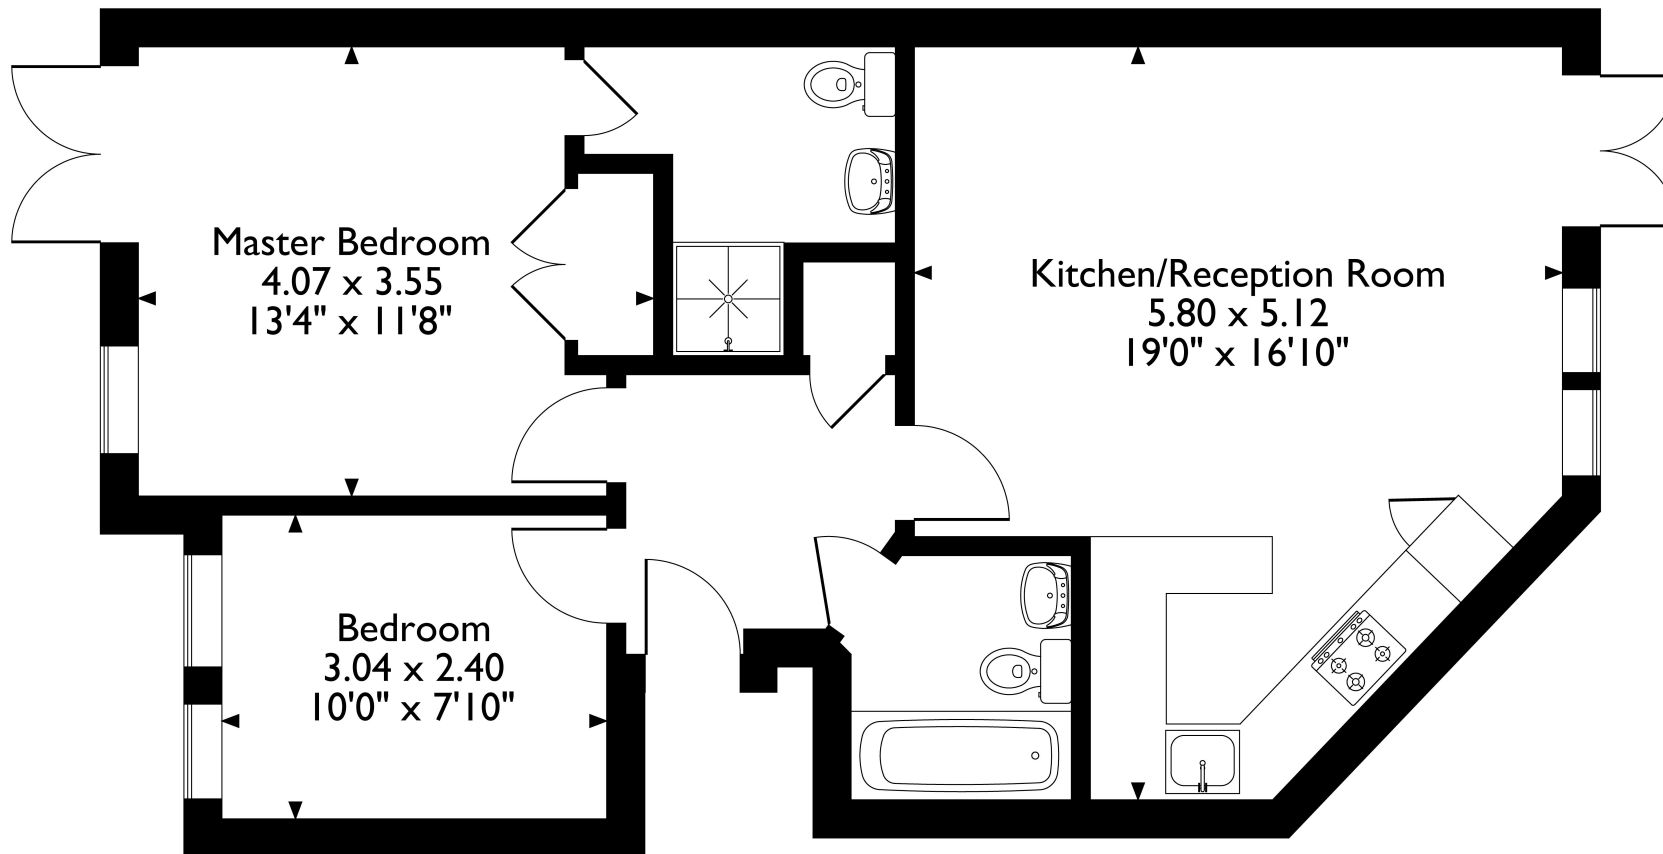 Master Bedroom
4.07 x 3.55
13'4" x 11'8"
Kitchen/Reception Room
5.80 x 5.12
19'0" x 16'10"
Bedroom
3.04 x 2.40
10'0" x 7'10"